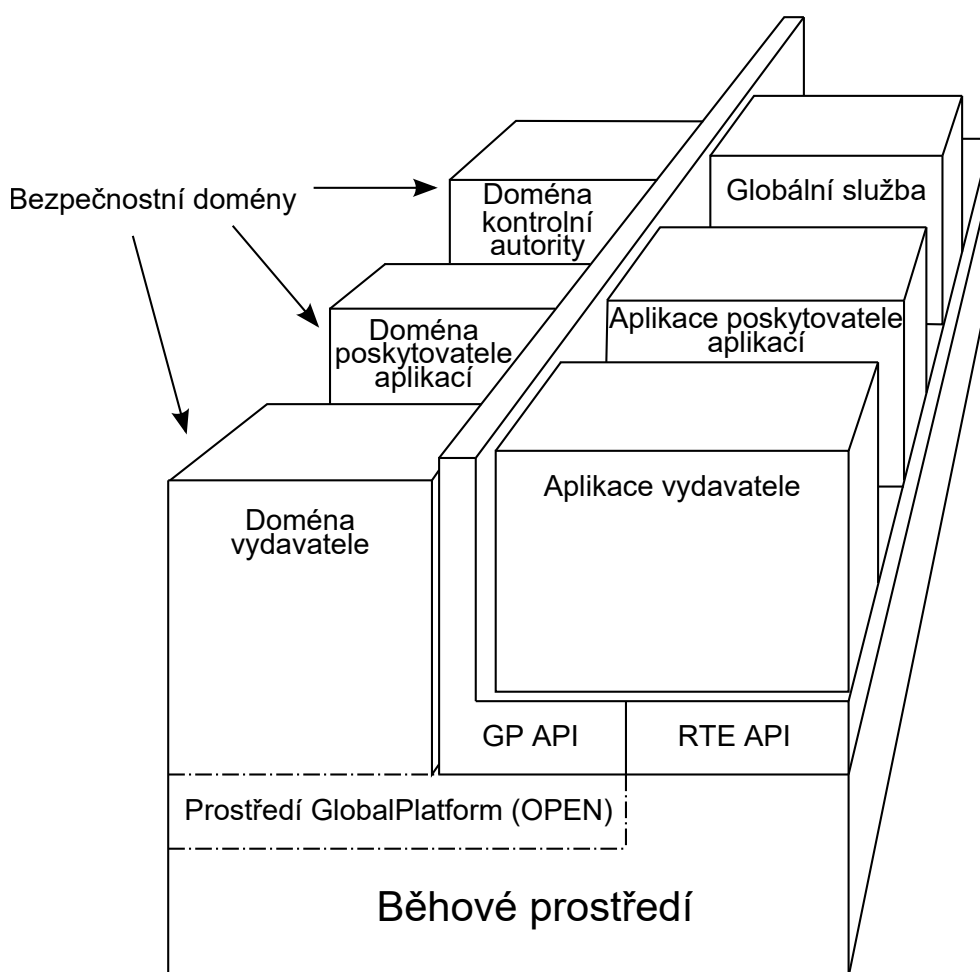 Bezpečnostní domény
Doména
kontrolní
autority
Globální služba
Doména
poskytovatele
aplikací
Aplikace poskytovatele
aplikací
Doména
vydavatele
Aplikace vydavatele
GP API
RTE API
Prostředí GlobalPlatform (OPEN)
Běhové prostředí